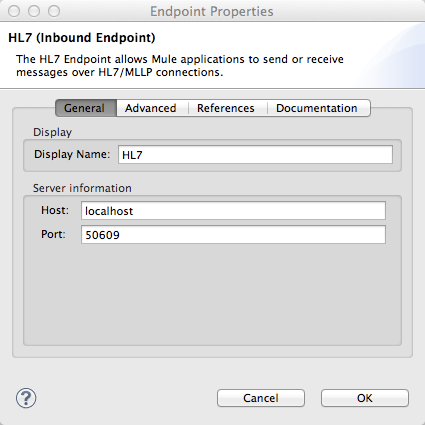 Endpoint Properties
HL7 (Inbound Endpoint)
The HL7 Endpoint allows Mule applications to send or receive
messages over HL7/MLLP connections.
General Advanced References Documentation
Display
Display Name: HL7
Server information
Host: localhost
Port: 50609
? Cancel OK